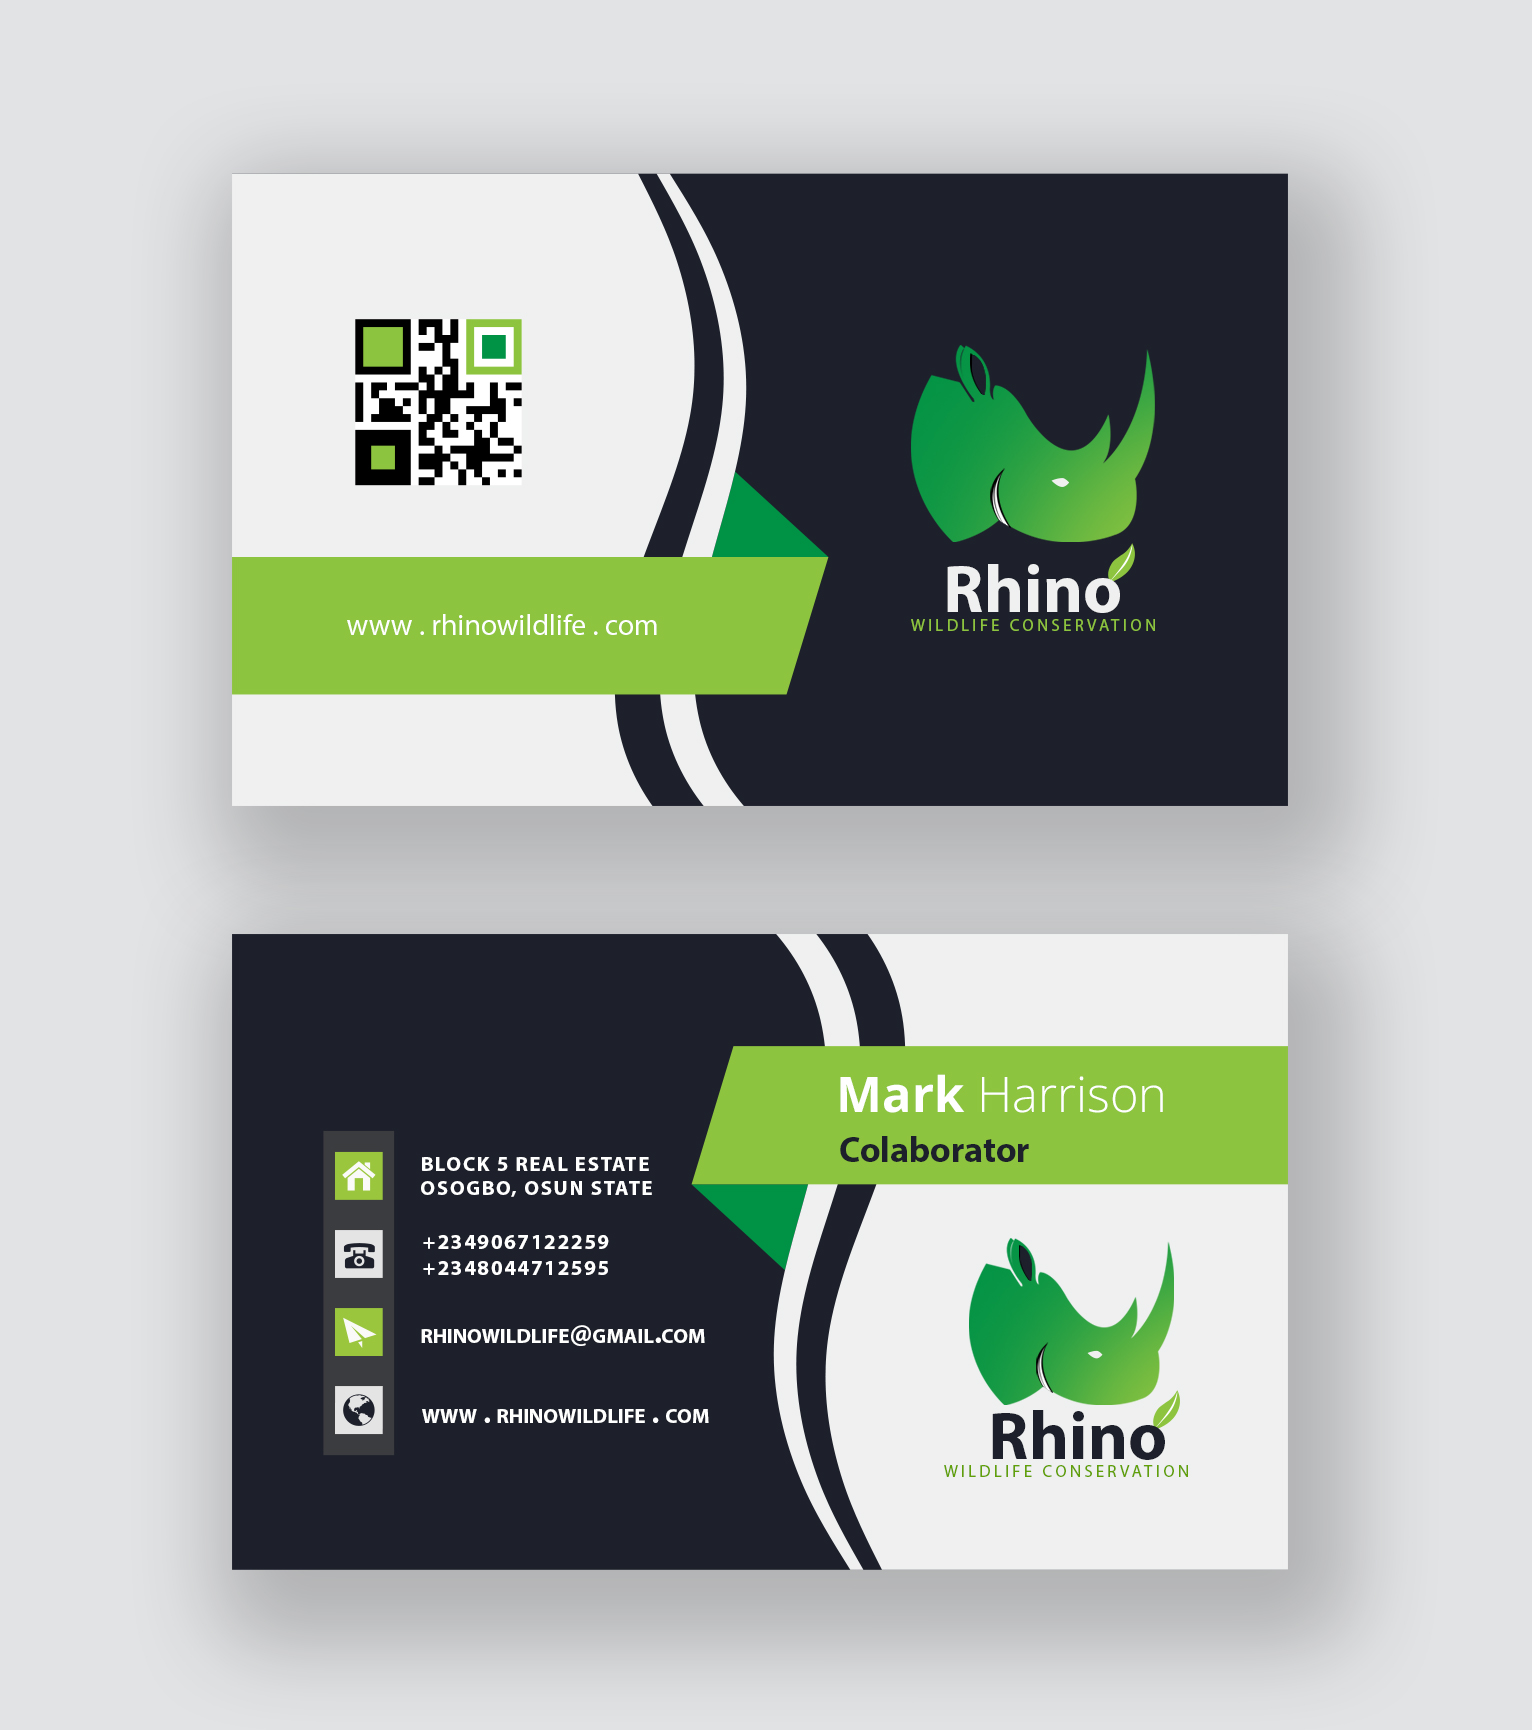 www . rhinowildlife . com
Rhino
WILDLIFE CONSERVATION
Mark Harrison
Colaborator
BLOCK 5 REAL ESTATE
OSOGBO, OSUN STATE
+2349067122259
+2348044712595
RHINOWILDLIFE@GMAIL.COM
WWW . RHINOWILDLIFE . COM
Rhino
WILDLIFE CONSERVATION